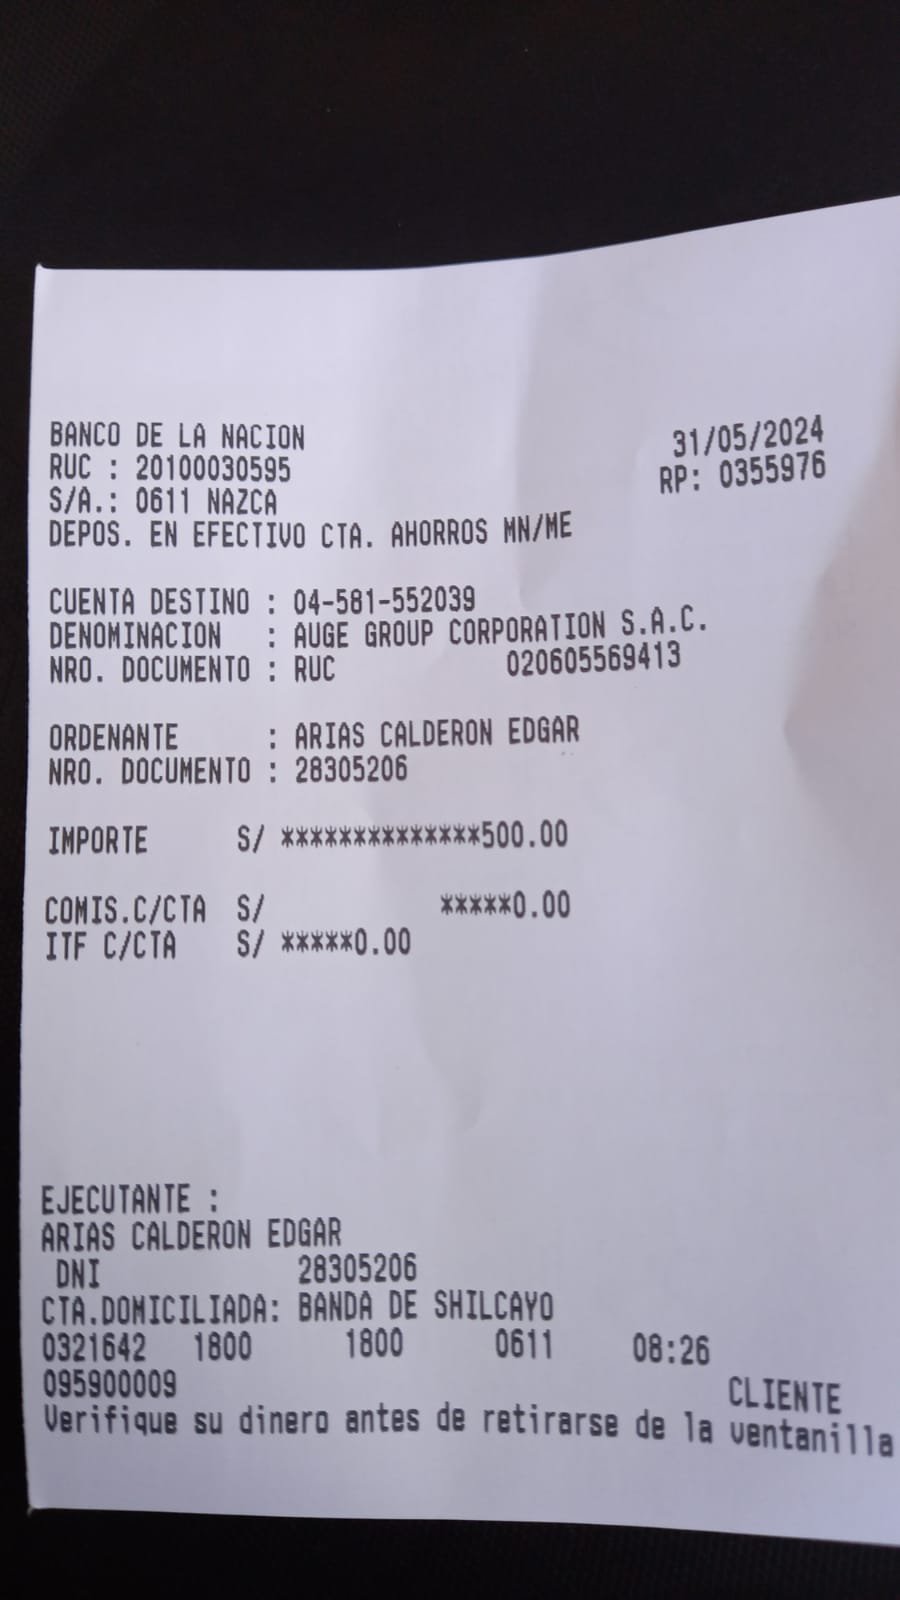 BANCO DE LA NACION 31/05/2024
RUC : 20100030595 RP: 0355976
S/A.: 0611 NAZCA
DEPOS. EN EFECTIVO CTA. AHORROS MN/ME
CUENTA DESTINO : 04-581-552039
DENOMINACION : AUGE GROUP CORPORATION S.A.C.
NRO. DOCUMENTO : RUC 020605569413
ORDENANTE : ARIAS CALDERON EDGAR
NRO. DOCUMENTO : 28305206
IMPORTE S/ **************500.00
COMIS.C/CTA S/ *****0.00
ITF C/CTA S/ *****0.00
EJECUTANTE :
ARIAS CALDERON EDGAR
DNI 28305206
CTA.DOMICILIADA: BANDA DE SHILCAYO
0321642 1800 1800 0611 08:26
095900009 CLIENTE
Verifique su dinero antes de retirarse de la ventanilla